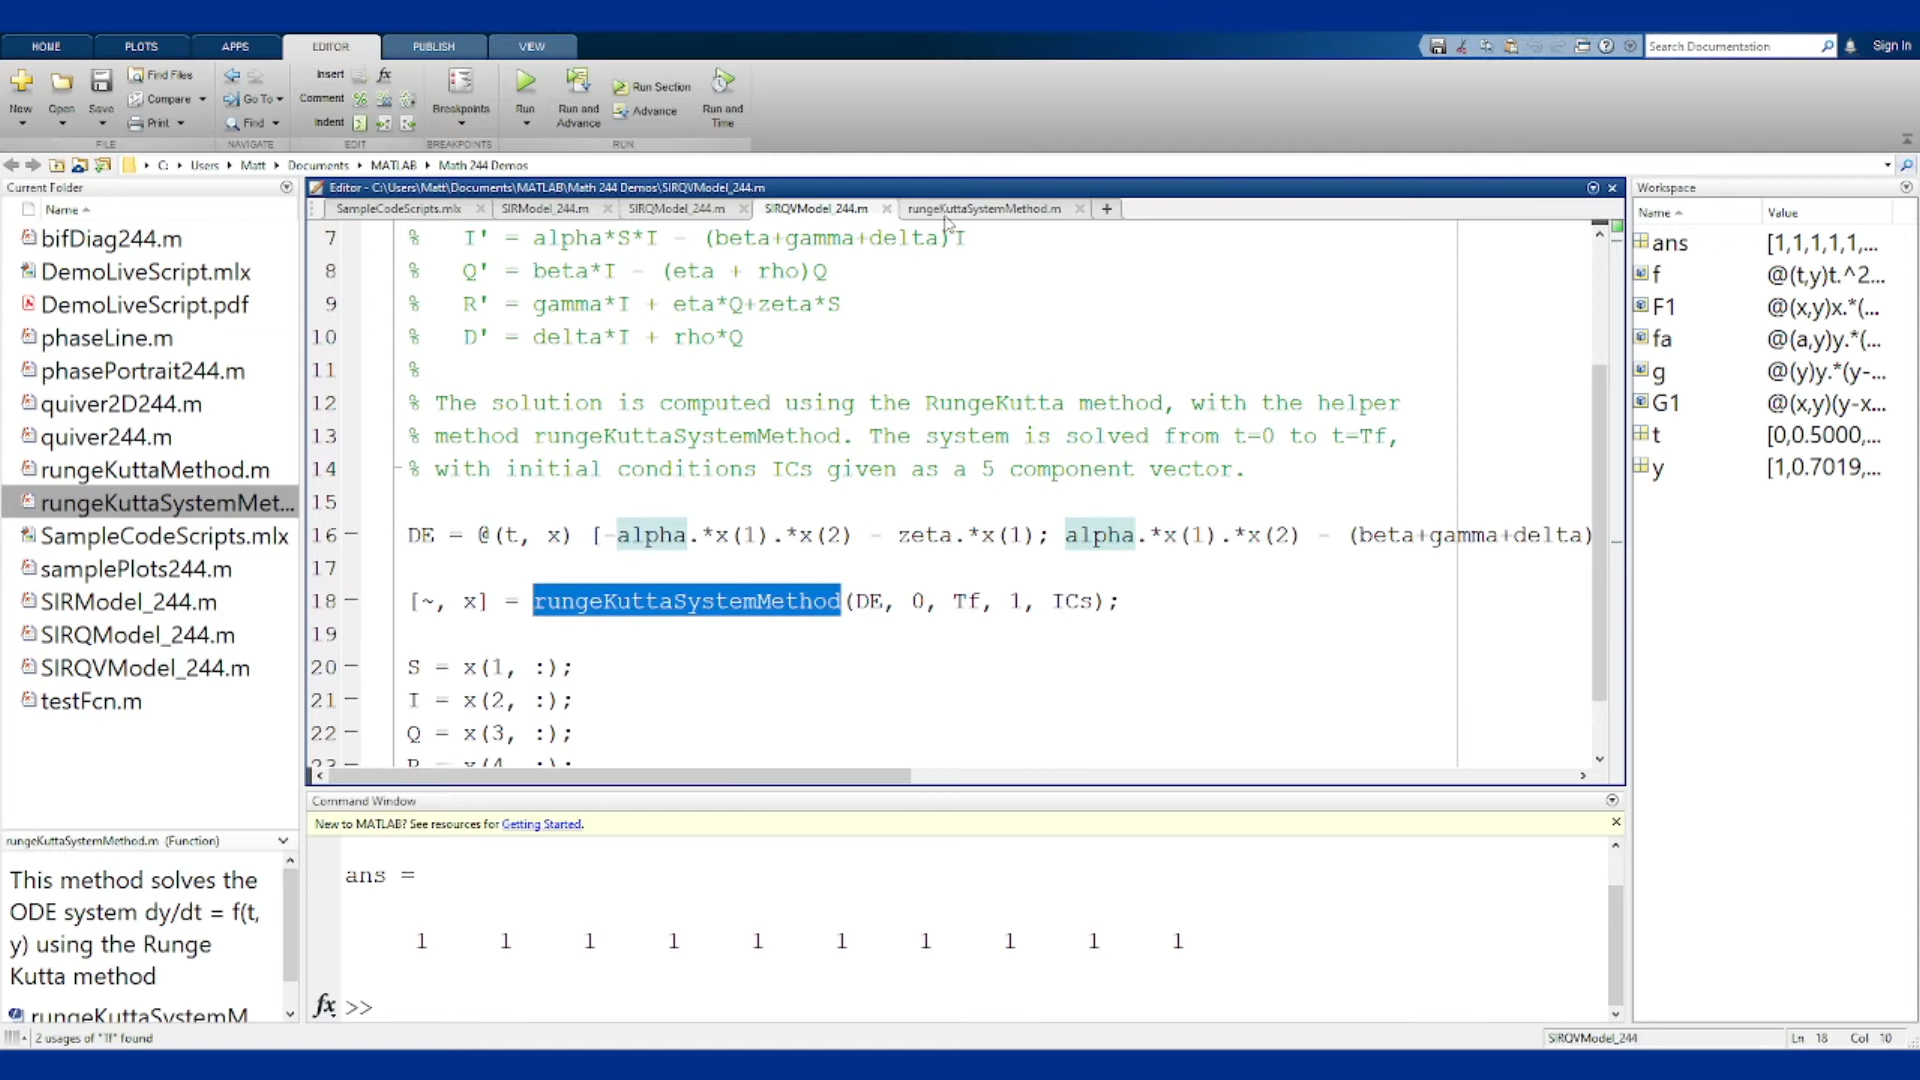 HOME PLOTS APPS EDITOR PUBLISH VIEW Search Documentation Sign In
New Open Save Find Files Compare Print Go To Find Insert fx Comment Indent Breakpoints Run Run and Advance Run Section Advance Run and Time
FILE NAVIGATE EDIT BREAKPOINTS RUN
C: Users Matt Documents MATLAB Math 244 Demos
Current Folder
Name
bifDiag244.m
DemoLiveScript.mlx
DemoLiveScript.pdf
phaseLine.m
phasePortrait244.m
quiver2D244.m
quiver244.m
rungeKuttaMethod.m
rungeKuttaSystemMet...
SampleCodeScripts.mlx
samplePlots244.m
SIRModel_244.m
SIRQModel_244.m
SIRQVModel_244.m
testFcn.m
rungeKuttaSystemMethod.m (Function)
This method solves the
ODE system dy/dt = f(t,
y) using the Runge
Kutta method
rungeKuttaSystemM
Editor - C:\Users\Matt\Documents\MATLAB\Math 244 Demos\SIRQVModel_244.m
SampleCodeScripts.mlx SIRModel_244.m SIRQModel_244.m SIRQVModel_244.m rungeKuttaSystemMethod.m +
7 % I' = alpha*S*I - (beta+gamma+delta)*I
8 % Q' = beta*I - (eta + rho)Q
9 % R' = gamma*I + eta*Q+zeta*S
10 % D' = delta*I + rho*Q
11 %
12 % The solution is computed using the RungeKutta method, with the helper
13 % method rungeKuttaSystemMethod. The system is solved from t=0 to t=Tf,
14 % with initial conditions ICs given as a 5 component vector.
15
16 DE = @(t, x) [-alpha.*x(1).*x(2) - zeta.*x(1); alpha.*x(1).*x(2) - (beta+gamma+delta)
17
18 [~, x] = rungeKuttaSystemMethod(DE, 0, Tf, 1, ICs);
19
20 S = x(1, :);
21 I = x(2, :);
22 Q = x(3, :);
23 R = x(4, :);
Command Window
New to MATLAB? See resources for Getting Started.
ans =
1 1 1 1 1 1 1 1 1 1
fx >>
Workspace
Name Value
ans [1,1,1,1,1,...
f @(t,y)t.^2...
F1 @(x,y)x.*(...
fa @(a,y)y.*(...
g @(y)y.*(y-...
G1 @(x,y)(y-x...
t [0,0.5000,...
y [1,0.7019,...
2 usages of "Tf" found SIRQVModel_244 Ln 18 Col 10